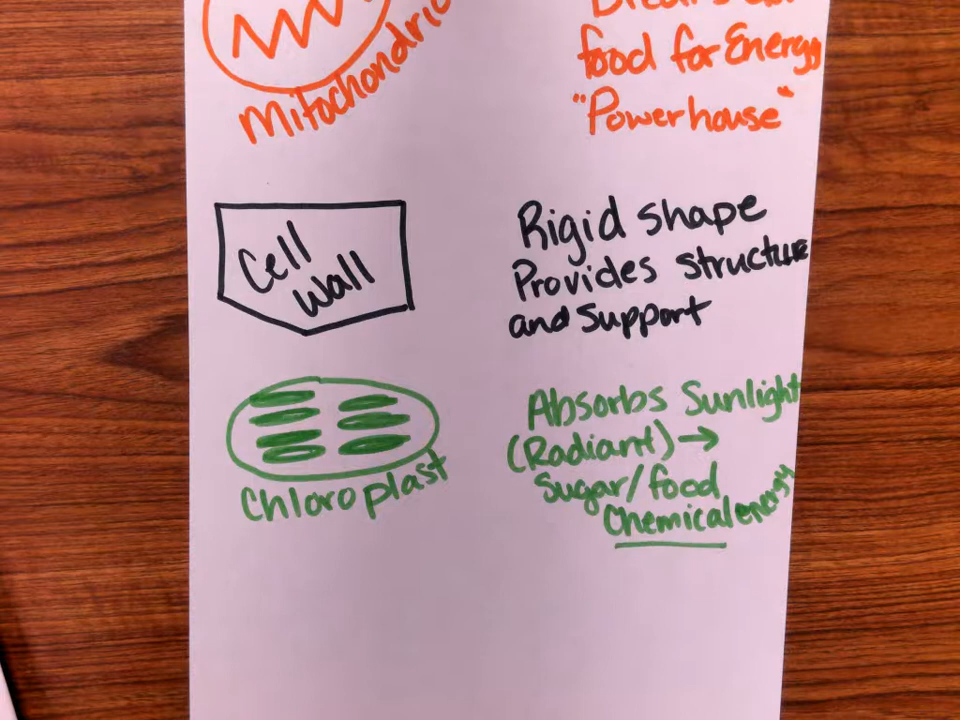 Mitochondria
food for Energy
"Powerhouse"
Cell
Wall
Rigid shape
Provides structure
and Support
Chloroplast
Absorbs Sunlight
(Radiant) →
Sugar/food
Chemical energy